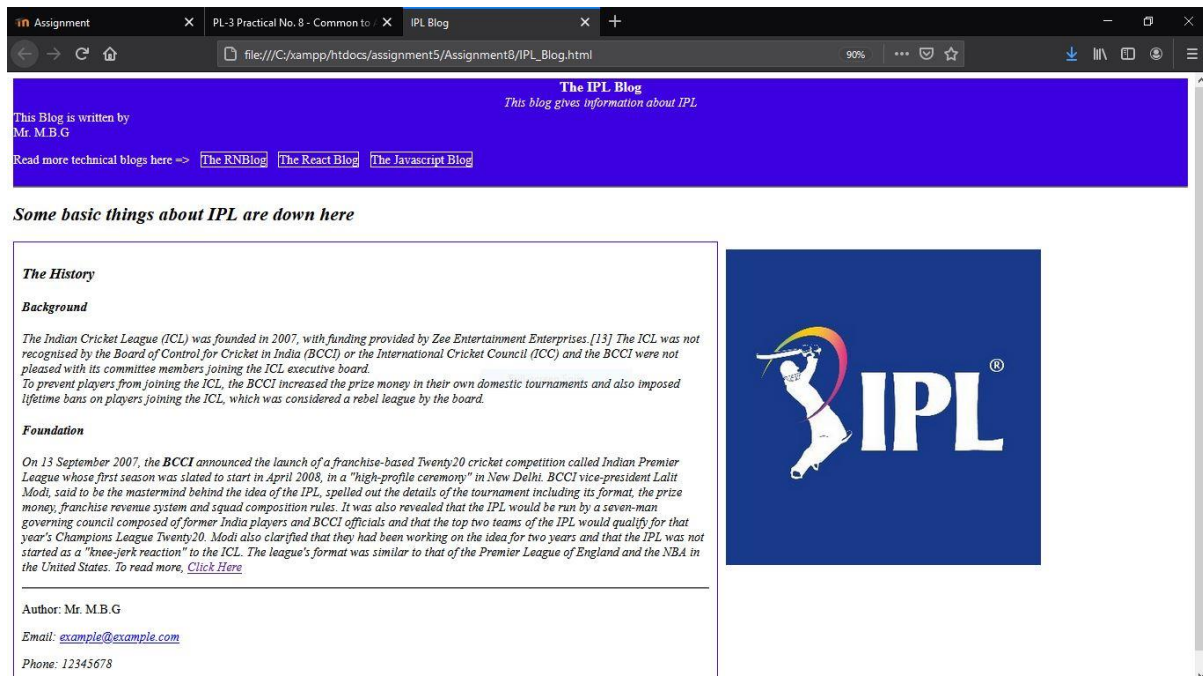 Assignment
PL-3 Practical No. 8 - Common to
IPL Blog
file:///C:/xampp/htdocs/assignment5/Assignment8/IPL_Blog.html
90%
The IPL Blog
This blog gives information about IPL
This Blog is written by
Mr. M.B.G
Read more technical blogs here => The RNBlog The React Blog The Javascript Blog
Some basic things about IPL are down here
The History
Background
The Indian Cricket League (ICL) was founded in 2007, with funding provided by Zee Entertainment Enterprises.[13] The ICL was not
recognised by the Board of Control for Cricket in India (BCCI) or the International Cricket Council (ICC) and the BCCI were not
pleased with its committee members joining the ICL executive board.
To prevent players from joining the ICL, the BCCI increased the prize money in their own domestic tournaments and also imposed
lifetime bans on players joining the ICL, which was considered a rebel league by the board.
Foundation
On 13 September 2007, the BCCI announced the launch of a franchise-based Twenty20 cricket competition called Indian Premier
League whose first season was slated to start in April 2008, in a "high-profile ceremony" in New Delhi. BCCI vice-president Lalit
Modi, said to be the mastermind behind the idea of the IPL, spelled out the details of the tournament including its format, the prize
money, franchise revenue system and squad composition rules. It was also revealed that the IPL would be run by a seven-man
governing council composed of former India players and BCCI officials and that the top two teams of the IPL would qualify for that
year's Champions League Twenty20. Modi also clarified that they had been working on the idea for two years and that the IPL was not
started as a "knee-jerk reaction" to the ICL. The league's format was similar to that of the Premier League of England and the NBA in
the United States. To read more, Click Here
Author: Mr. M.B.G
Email: example@example.com
Phone: 12345678
IPL®